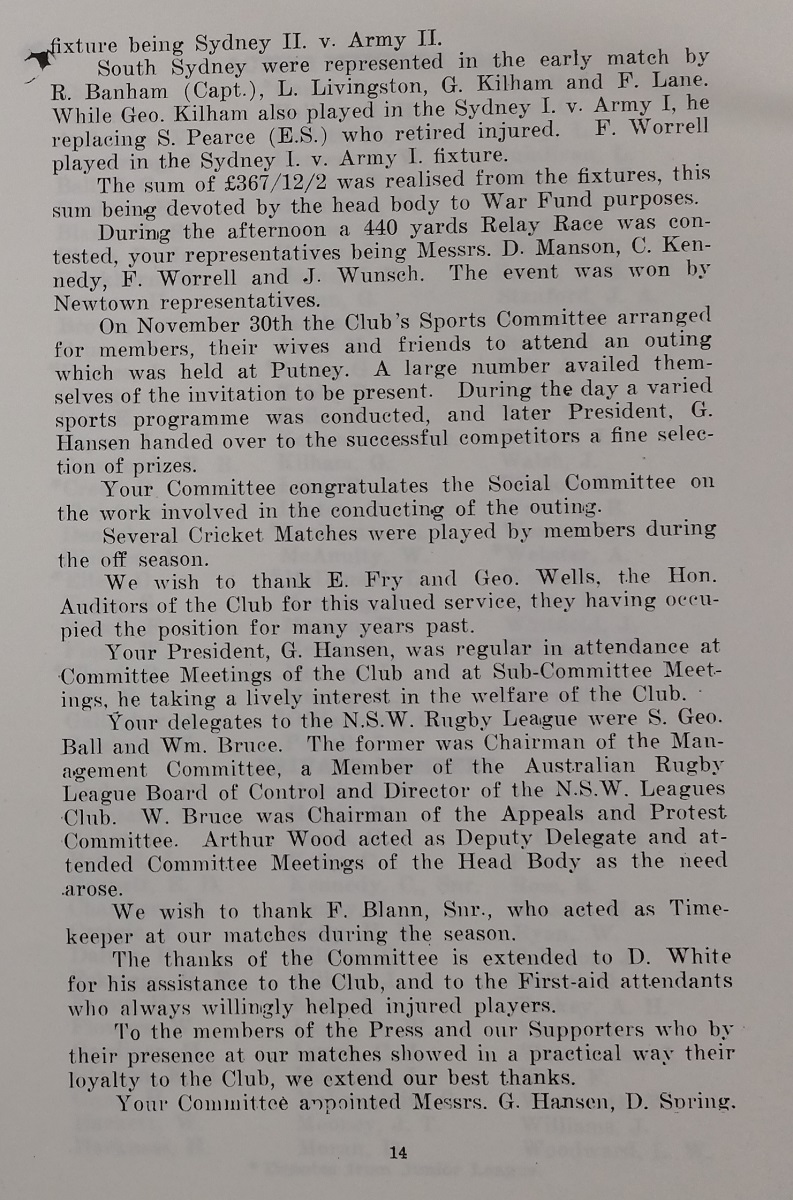 fixture being Sydney II. v. Army II.
South Sydney were represented in the early match by
R. Banham (Capt.), L. Livingston, G. Kilham and F. Lane.
While Geo. Kilham also played in the Sydney I. v. Army I, he
replacing S. Pearce (E.S.) who retired injured. F. Worrell
played in the Sydney I. v. Army I. fixture.
The sum of £367/12/2 was realised from the fixtures, this
sum being devoted by the head body to War Fund purposes.
During the afternoon a 440 yards Relay Race was con-
tested, your representatives being Messrs. D. Manson, C. Ken-
nedy, F. Worrell and J. Wunsch. The event was won by
Newtown representatives.
On November 30th the Club's Sports Committee arranged
for members, their wives and friends to attend an outing
which was held at Putney. A large number availed them-
selves of the invitation to be present. During the day a varied
sports programme was conducted, and later President, G.
Hansen handed over to the successful competitors a fine selec-
tion of prizes.
Your Committee congratulates the Social Committee on
the work involved in the conducting of the outing.
Several Cricket Matches were played by members during
the off season.
We wish to thank E. Fry and Geo. Wells, the Hon.
Auditors of the Club for this valued service, they having occu-
pied the position for many years past.
Your President, G. Hansen, was regular in attendance at
Committee Meetings of the Club and at Sub-Committee Meet-
ings, he taking a lively interest in the welfare of the Club.
Your delegates to the N.S.W. Rugby League were S. Geo.
Ball and Wm. Bruce. The former was Chairman of the Man-
agement Committee, a Member of the Australian Rugby
League Board of Control and Director of the N.S.W. Leagues
Club. W. Bruce was Chairman of the Appeals and Protest
Committee. Arthur Wood acted as Deputy Delegate and at-
tended Committee Meetings of the Head Body as the need
arose.
We wish to thank F. Blann, Snr., who acted as Time-
keeper at our matches during the season.
The thanks of the Committee is extended to D. White
for his assistance to the Club, and to the First-aid attendants
who always willingly helped injured players.
To the members of the Press and our Supporters who by
their presence at our matches showed in a practical way their
loyalty to the Club, we extend our best thanks.
Your Committee appointed Messrs. G. Hansen, D. Spring,
14